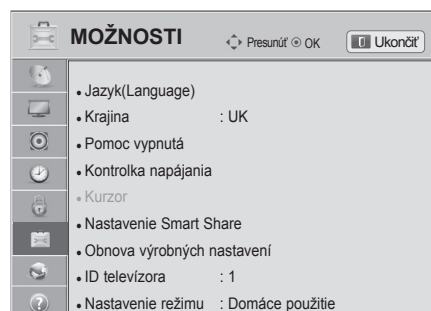 MOŽNOSTI
Presunúť OK
Ukončiť
• Jazyk(Language)
• Krajina : UK
• Pomoc vypnutá
• Kontrolka napájania
• Kurzor
• Nastavenie Smart Share
• Obnova výrobných nastavení
• ID televízora : 1
• Nastavenie režimu : Domáce použitie